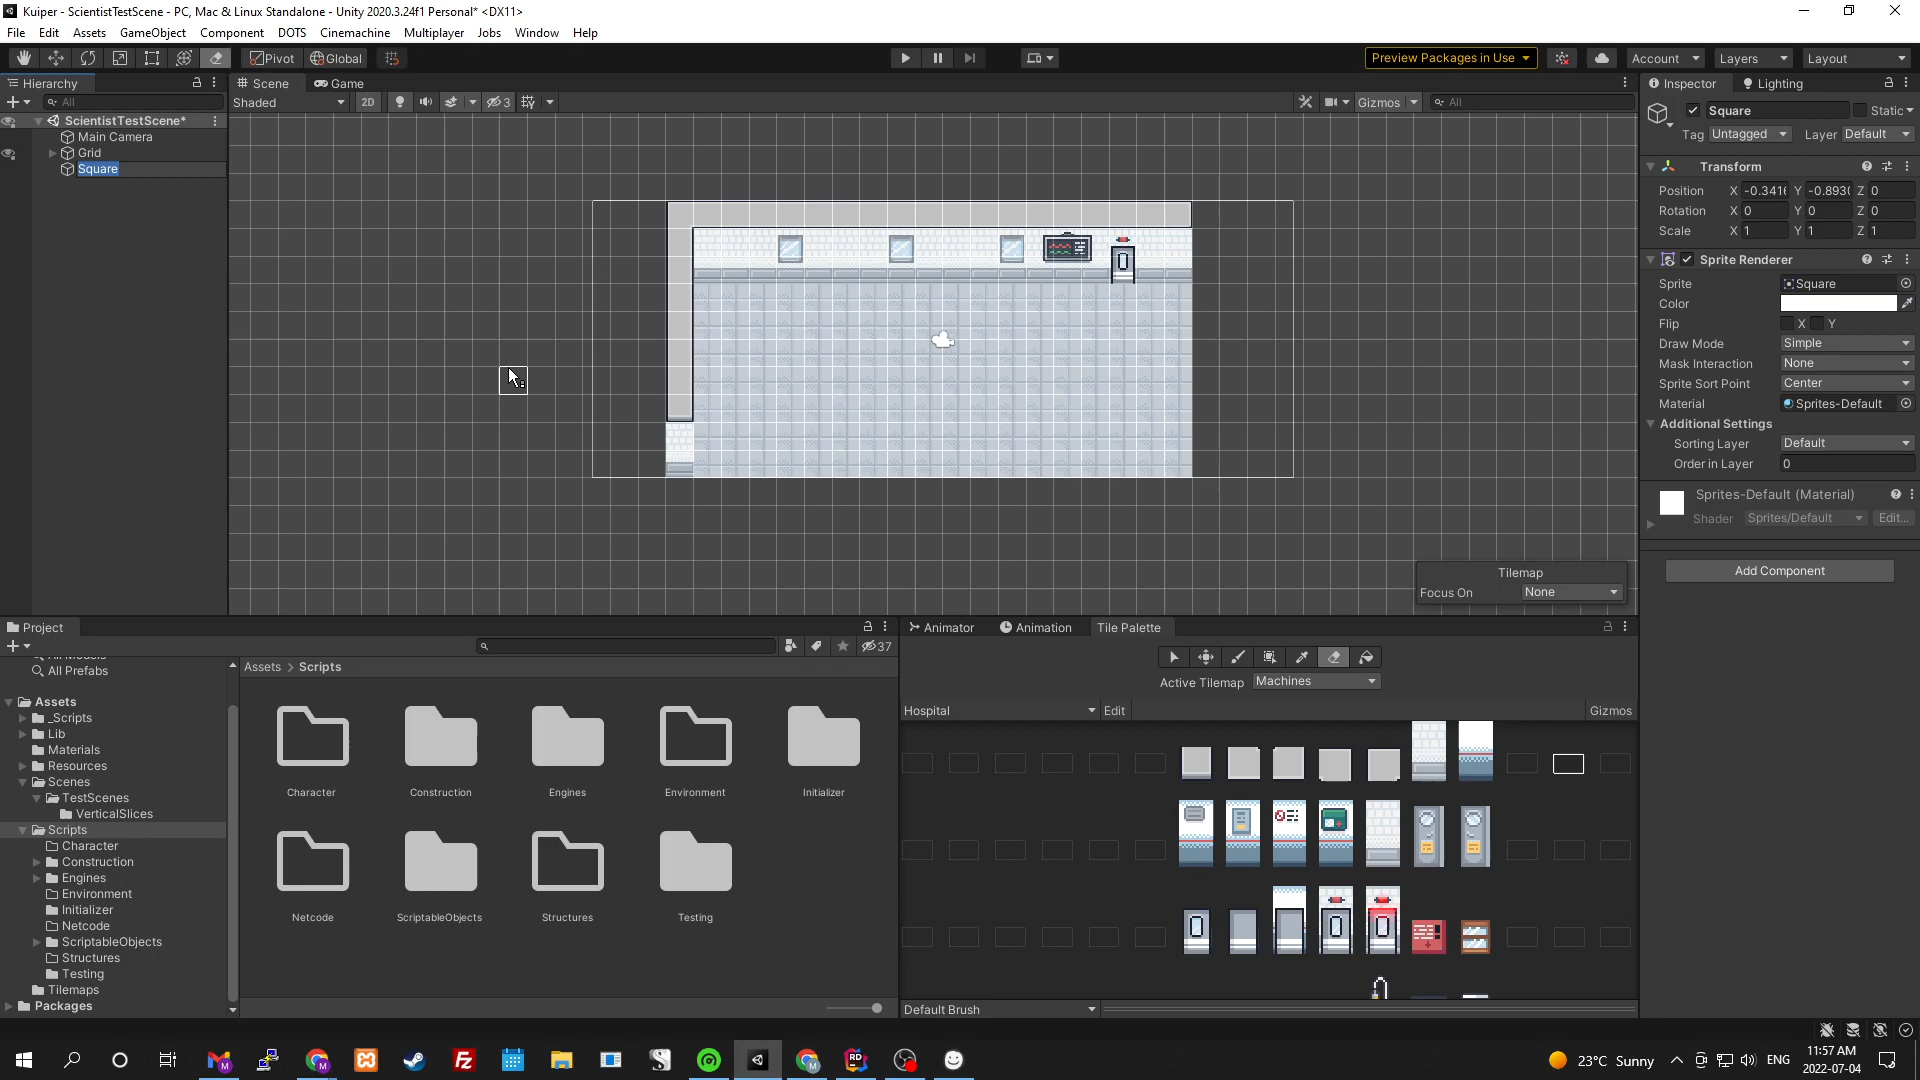 Kuiper - ScientistTestScene - PC, Mac & Linux Standalone - Unity 2020.3.24f1 Personal* <DX11>
File Edit Assets GameObject Component Cinemachine DOTS Multiplayer Jobs Window Help
Pivot Global Preview Packages in Use Account Layers Layout
Hierarchy Scene Game Inspector Lighting
All Shaded 2D 3 Gizmos All
Square Static
Tag Untagged Layer Default
ScientistTestScene*
Main Camera
Grid
Square
Transform
Position X -0.341 Y -0.893 Z 0
Rotation X 0 Y 0 Z 0
Scale X 1 Y 1 Z 1
Sprite Renderer
Sprite Square
Color
Flip X Y
Draw Mode Simple
Mask Interaction None
Sprite Sort Point Center
Material Sprites-Default
Additional Settings
Sorting Layer Default
Order in Layer 0
Sprites-Default (Material)
Shader Sprites/Default Edit...
Add Component
Tilemap
Focus On None
Project
37
All Prefabs
Assets
_Scripts
Lib
Materials
Resources
Scenes
TestScenes
VerticalSlices
Scripts
Character
Construction
Engines
Environment
Initializer
Netcode
ScriptableObjects
Structures
Testing
Tilemaps
Packages
Assets > Scripts
Character Construction Engines Environment Initializer
Netcode ScriptableObjects Structures Testing
Animator Animation Tile Palette
Active Tilemap Machines
Hospital Edit Gizmos
Default Brush
23°C Sunny ENG
11:57 AM
2022-07-04